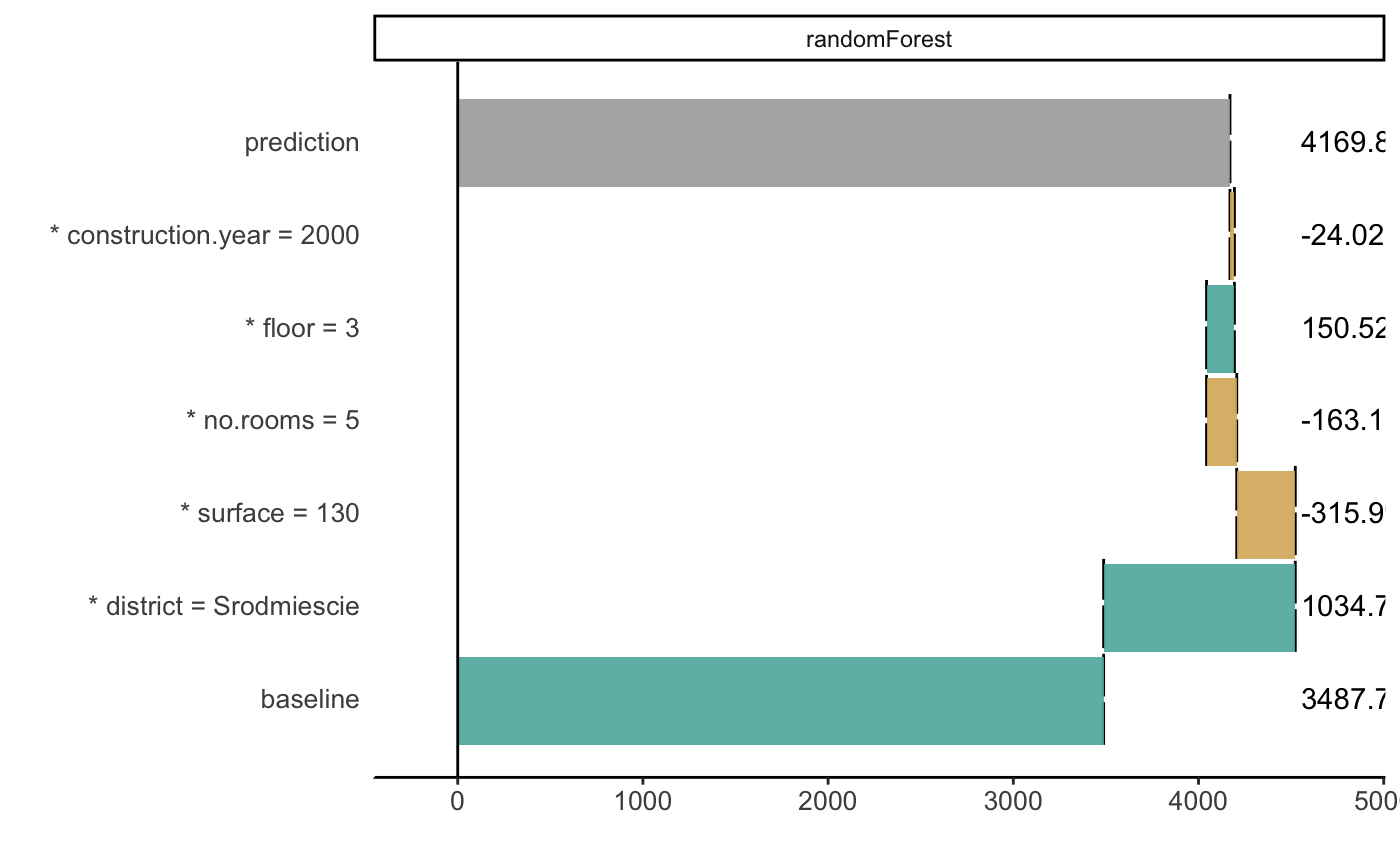 randomForest
prediction
4169.8
* construction.year = 2000
-24.02
* floor = 3
150.52
* no.rooms = 5
-163.1
* surface = 130
-315.9
* district = Srodmiescie
1034.7
baseline
3487.7
0 1000 2000 3000 4000 500